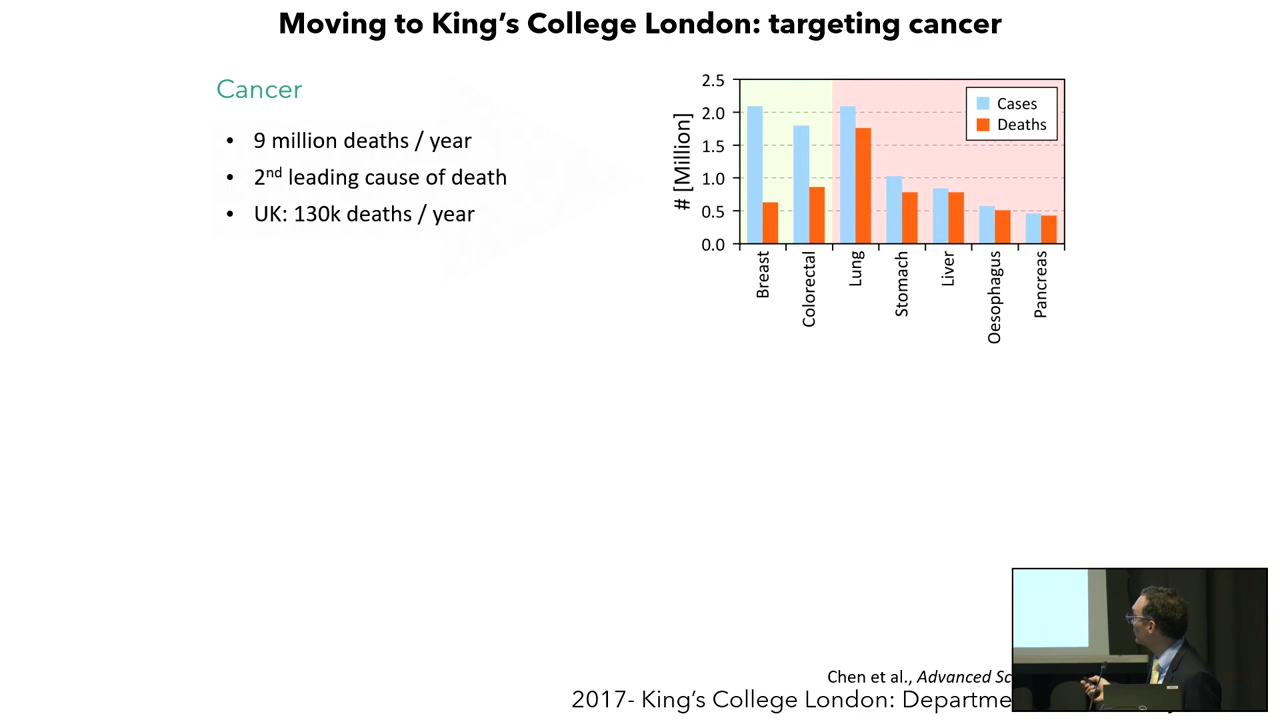 Moving to King's College London: targeting cancer
Cancer
• 9 million deaths / year
• 2nd leading cause of death
• UK: 130k deaths / year
# [Million]
2.5
2.0
1.5
1.0
0.5
0.0
Cases
Deaths
Breast
Colorectal
Lung
Stomach
Liver
Oesophagus
Pancreas
Chen et al., Advanced
2017- King's College London: